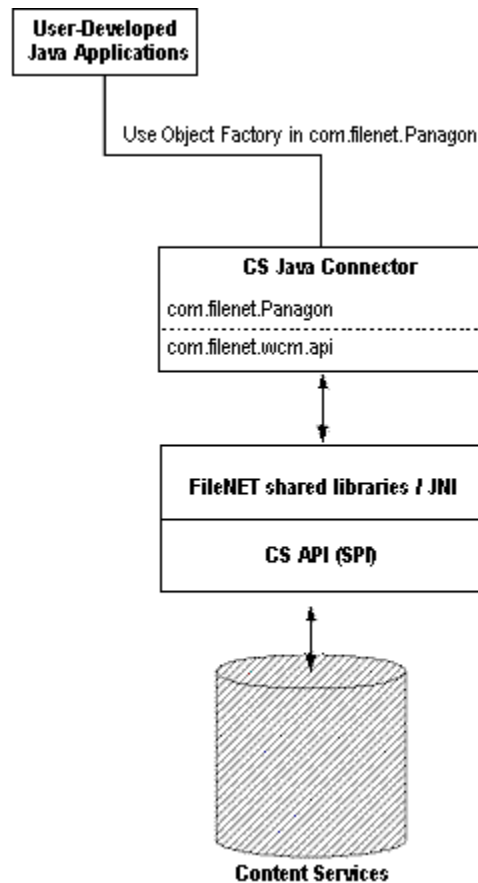 User-Developed
Java Applications
Use Object Factory in com.filenet.Panagon
CS Java Connector
com.filenet.Panagon
com.filenet.wcm.api
FileNET shared libraries / JNI
CS API (SPI)
Content Services